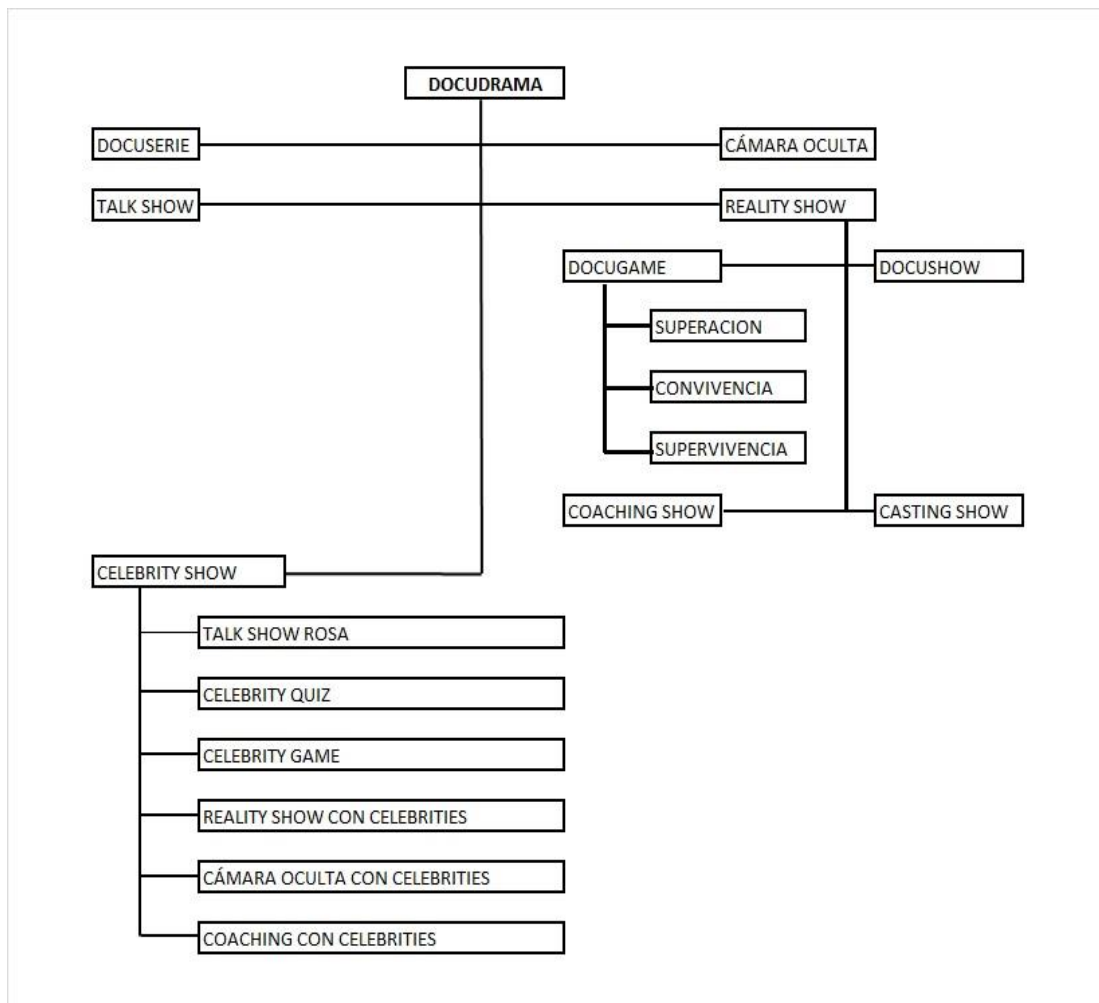 DOCUDRAMA
DOCUSERIE
CÁMARA OCULTA
TALK SHOW
REALITY SHOW
DOCUGAME
DOCUSHOW
SUPERACION
CONVIVENCIA
SUPERVIVENCIA
COACHING SHOW
CASTING SHOW
CELEBRITY SHOW
TALK SHOW ROSA
CELEBRITY QUIZ
CELEBRITY GAME
REALITY SHOW CON CELEBRITIES
CÁMARA OCULTA CON CELEBRITIES
COACHING CON CELEBRITIES